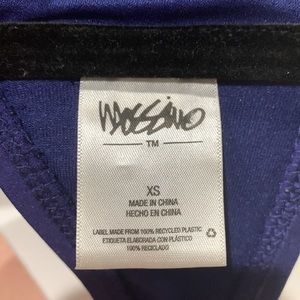 mossimo
TM
XS
MADE IN CHINA
HECHO EN CHINA
LABEL MADE FROM 100% RECYCLED PLASTIC
ETIQUETA ELABORADA CON PLÁSTICO
100% RECICLADO